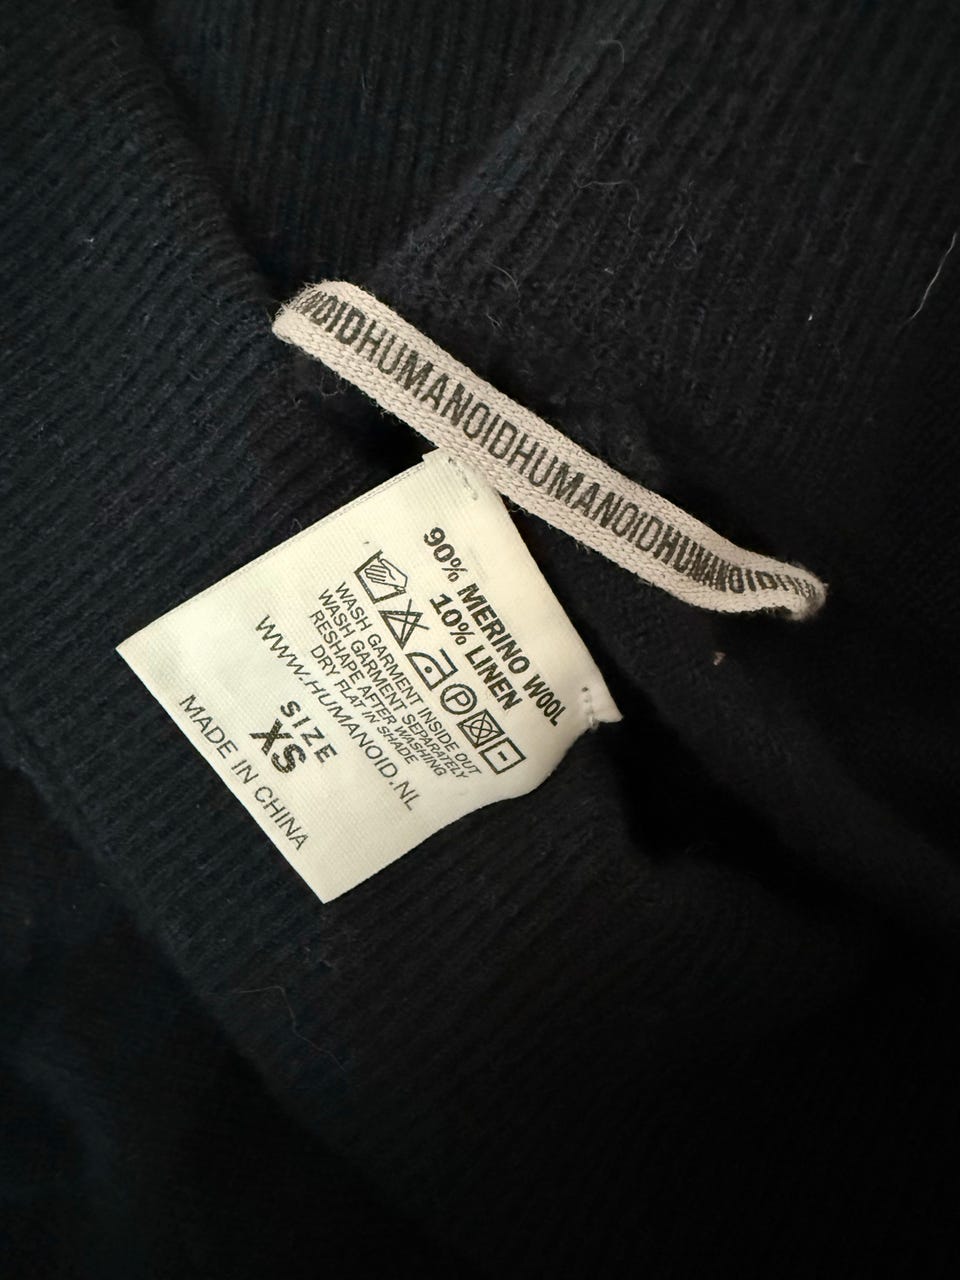 NOIDHUMANOIDHUMANOIDHUMANOIDHUM
90% MERINO WOOL
10% LINEN
P
WASH GARMENT INSIDE OUT
WASH GARMENT SEPARATELY
RESHAPE AFTER WASHING
DRY FLAT IN SHADE
WWW.HUMANOID.NL
SIZE
XS
MADE IN CHINA